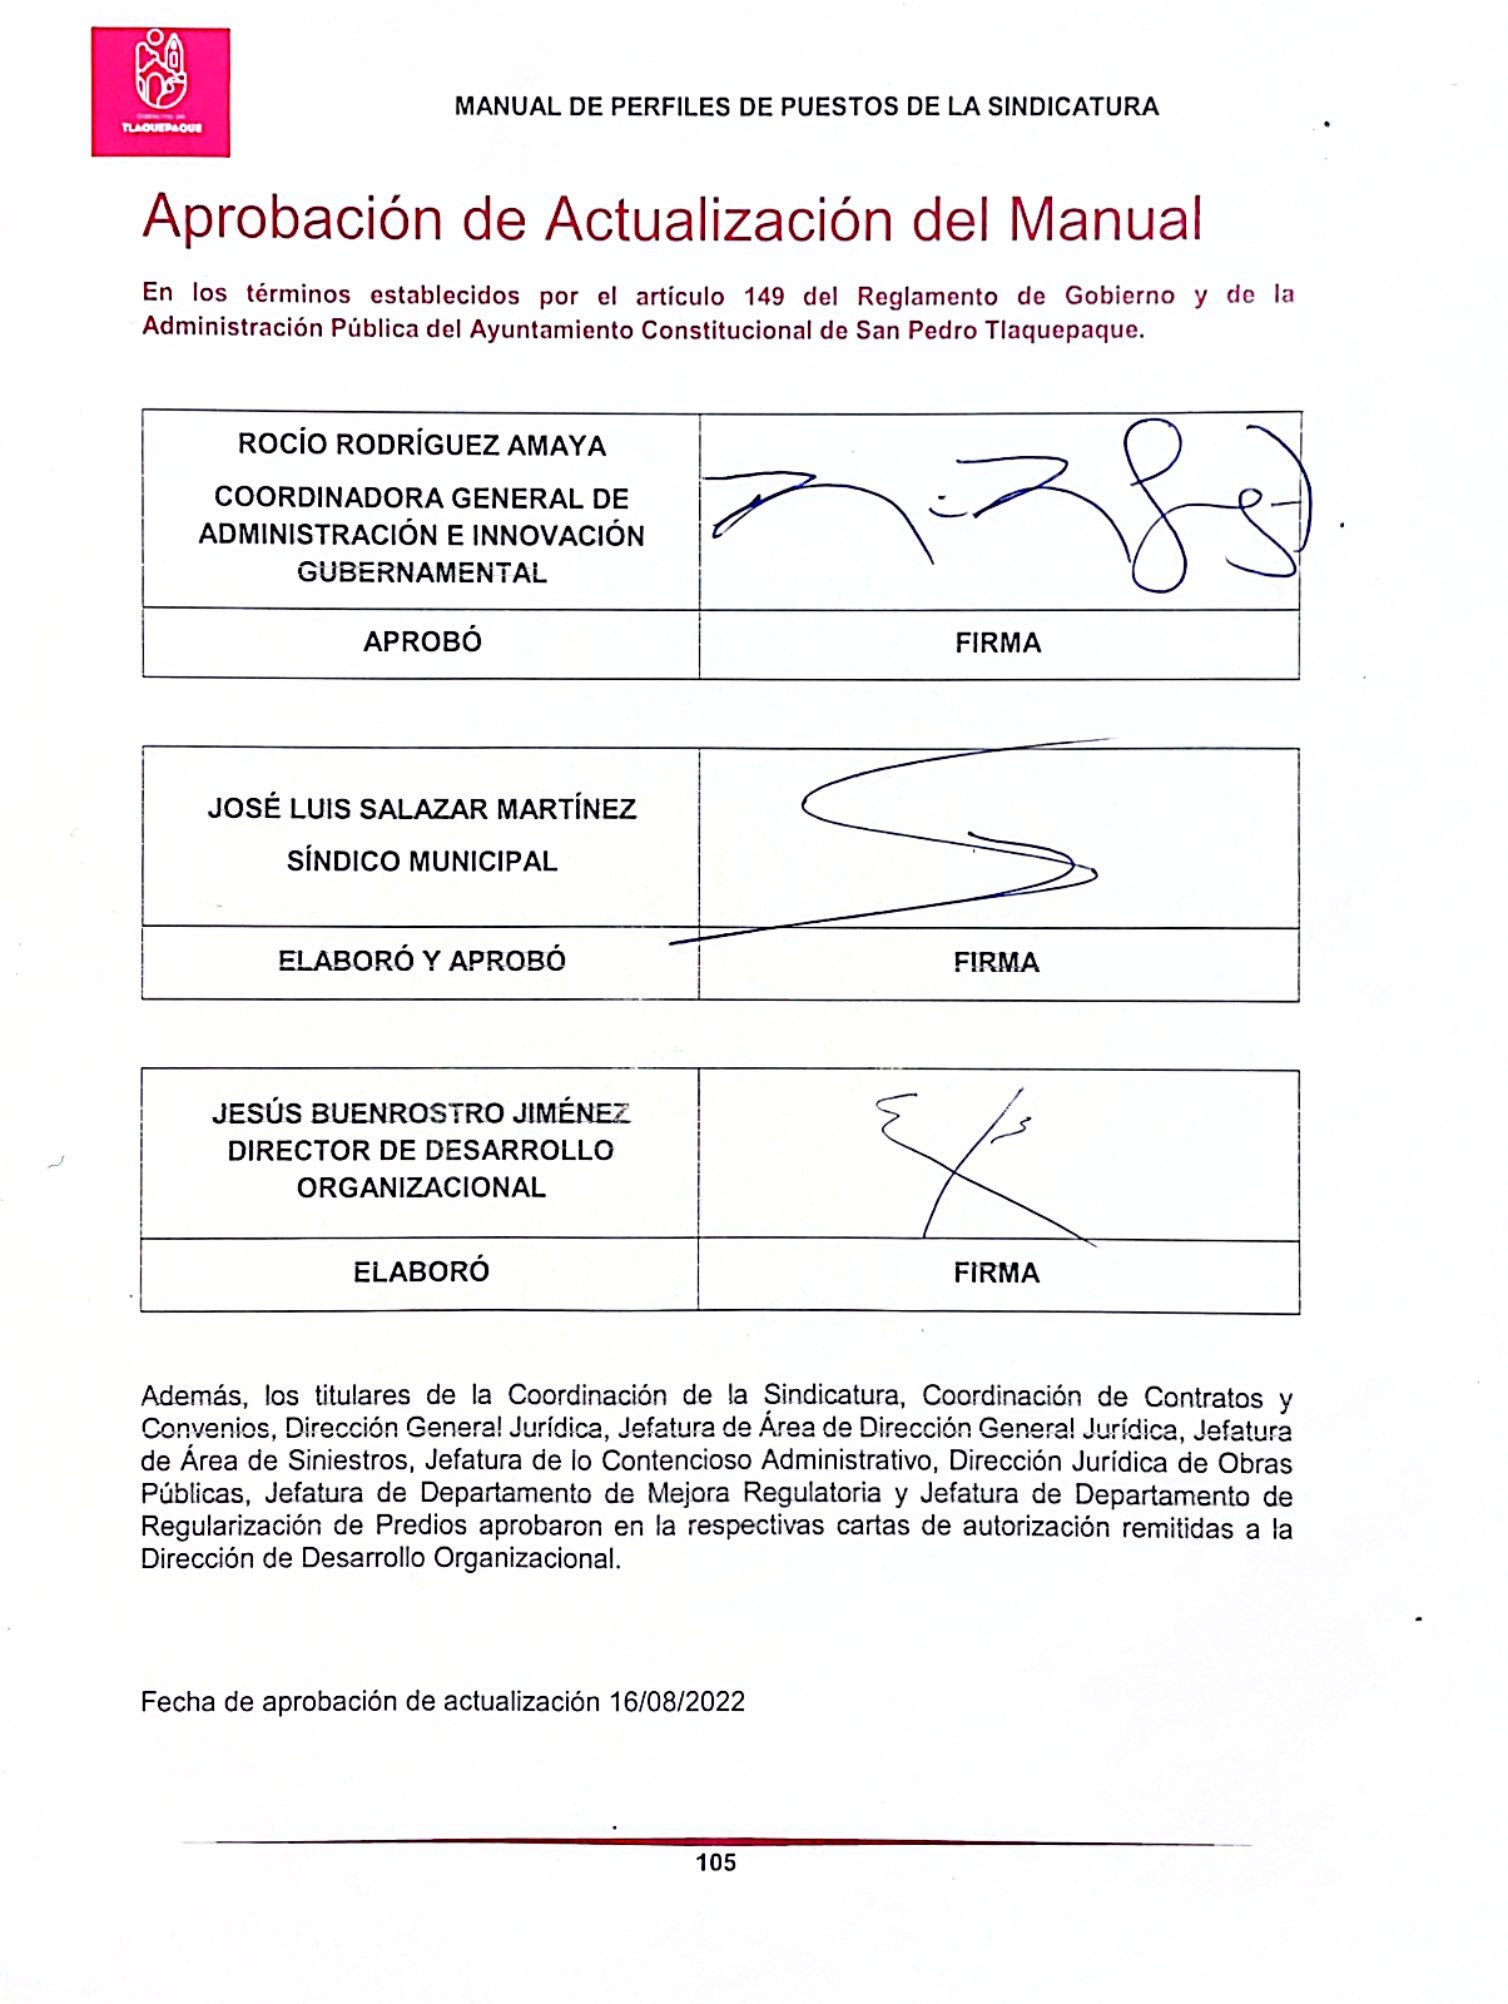 GOBIERNO DE
TLAQUEPAQUE
MANUAL DE PERFILES DE PUESTOS DE LA SINDICATURA
Aprobación de Actualización del Manual
En los términos establecidos por el artículo 149 del Reglamento de Gobierno y de la
Administración Pública del Ayuntamiento Constitucional de San Pedro Tlaquepaque.
ROCÍO RODRÍGUEZ AMAYA
COORDINADORA GENERAL DE
ADMINISTRACIÓN E INNOVACIÓN
GUBERNAMENTAL
APROBÓ
FIRMA
JOSÉ LUIS SALAZAR MARTÍNEZ
SÍNDICO MUNICIPAL
ELABORÓ Y APROBÓ
FIRMA
JESÚS BUENROSTRO JIMÉNEZ
DIRECTOR DE DESARROLLO
ORGANIZACIONAL
ELABORÓ
FIRMA
Además, los titulares de la Coordinación de la Sindicatura, Coordinación de Contratos y
Convenios, Dirección General Jurídica, Jefatura de Área de Dirección General Jurídica, Jefatura
de Área de Siniestros, Jefatura de lo Contencioso Administrativo, Dirección Jurídica de Obras
Públicas, Jefatura de Departamento de Mejora Regulatoria y Jefatura de Departamento de
Regularización de Predios aprobaron en la respectivas cartas de autorización remitidas a la
Dirección de Desarrollo Organizacional.
Fecha de aprobación de actualización 16/08/2022
105